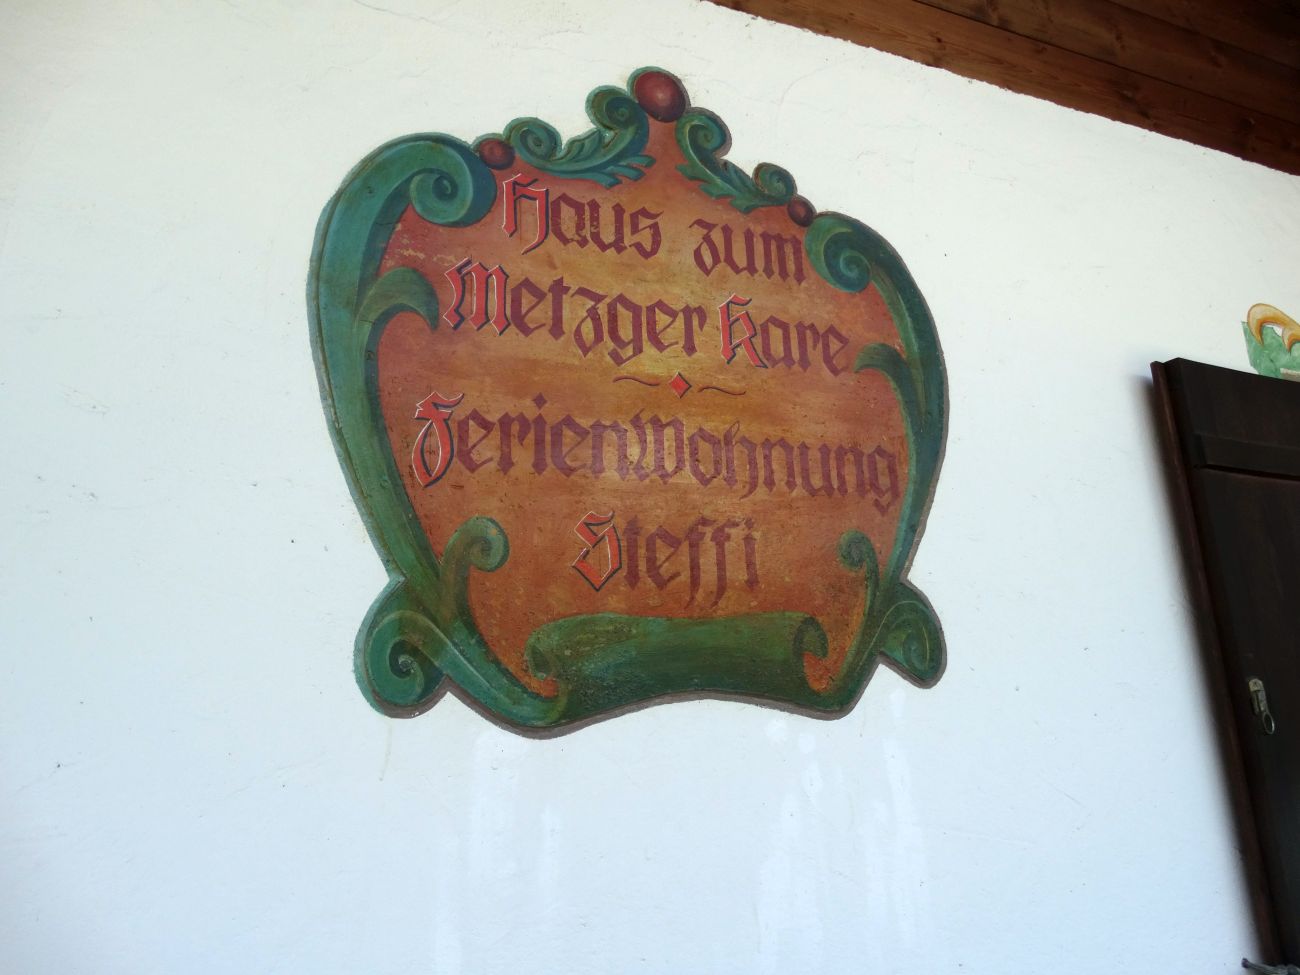 Haus zum
Metzger Kare
FerienWohnung
Steffi